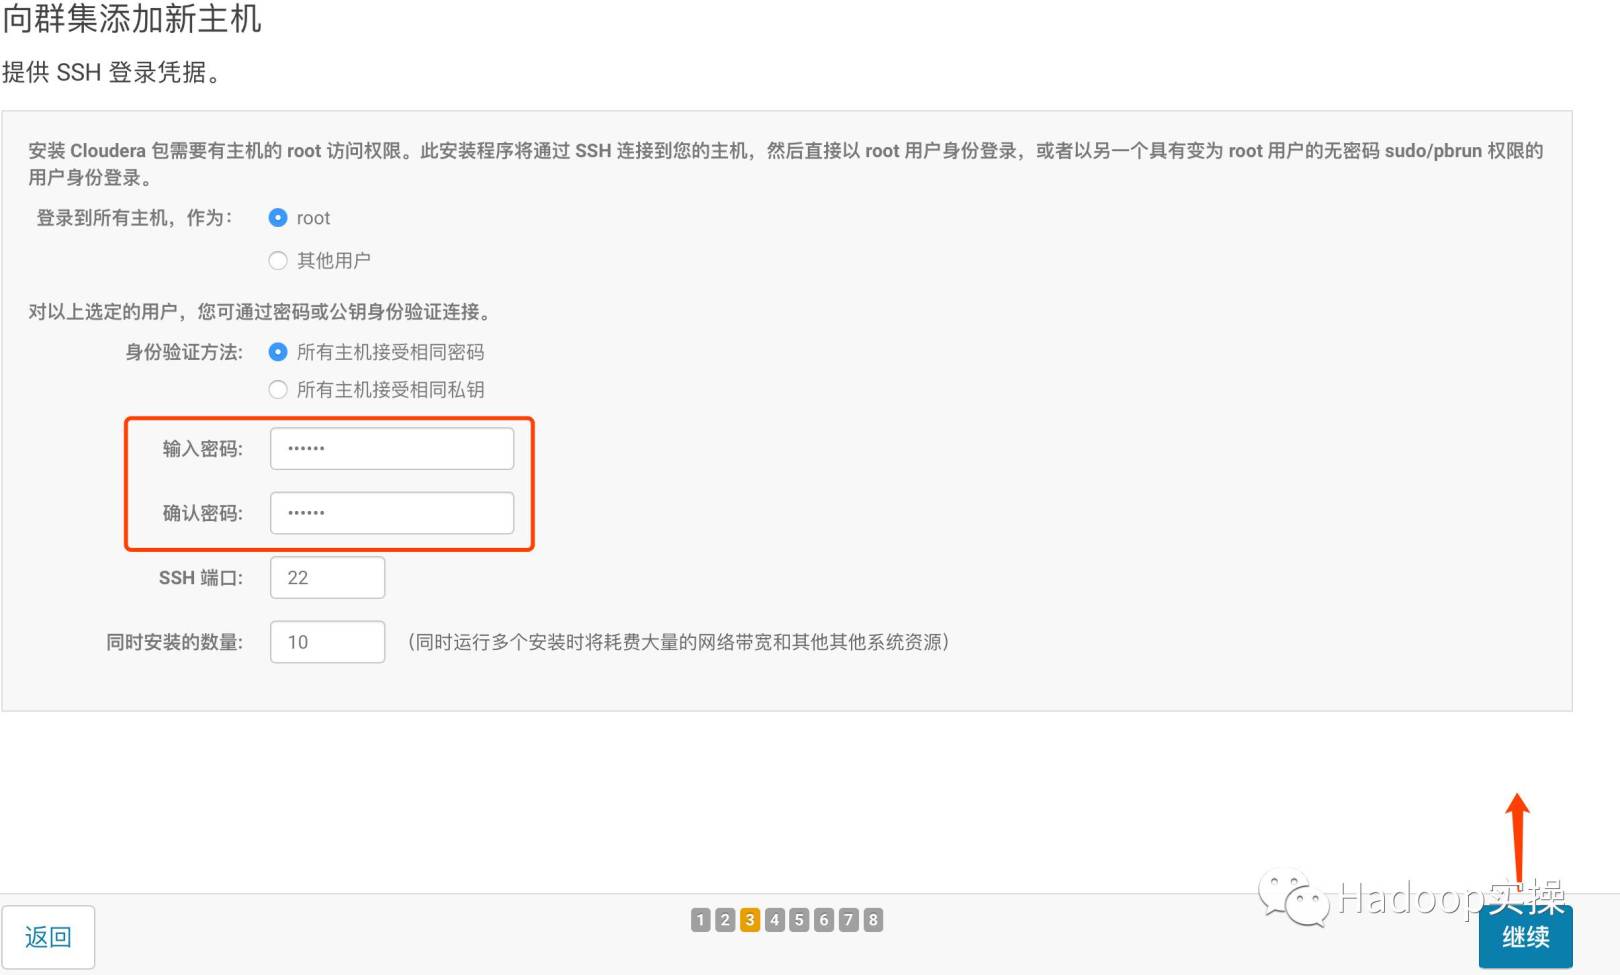 向群集添加新主机
提供 SSH 登录凭据。
安装 Cloudera 包需要有主机的 root 访问权限。此安装程序将通过 SSH 连接到您的主机，然后直接以 root 用户身份登录，或者以另一个具有变为 root 用户的无密码 sudo/pbrun 权限的
用户身份登录。
登录到所有主机，作为：
root
其他用户
对以上选定的用户，您可通过密码或公钥身份验证连接。
身份验证方法:
所有主机接受相同密码
所有主机接受相同私钥
输入密码: ••••••
确认密码: ••••••
SSH 端口: 22
同时安装的数量: 10 （同时运行多个安装时将耗费大量的网络带宽和其他其他系统资源）
Hadoop实操
返回 1 2 3 4 5 6 7 8 继续